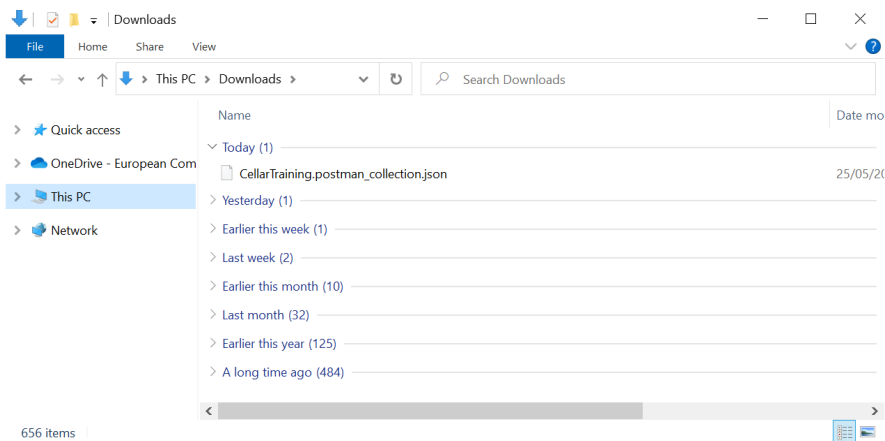 Downloads
File Home Share View
This PC Downloads Search Downloads
Name Date mo
Quick access
OneDrive - European Com
This PC
Network
Today (1)
CellarTraining.postman_collection.json 25/05/20
Yesterday (1)
Earlier this week (1)
Last week (2)
Earlier this month (10)
Last month (32)
Earlier this year (125)
A long time ago (484)
656 items